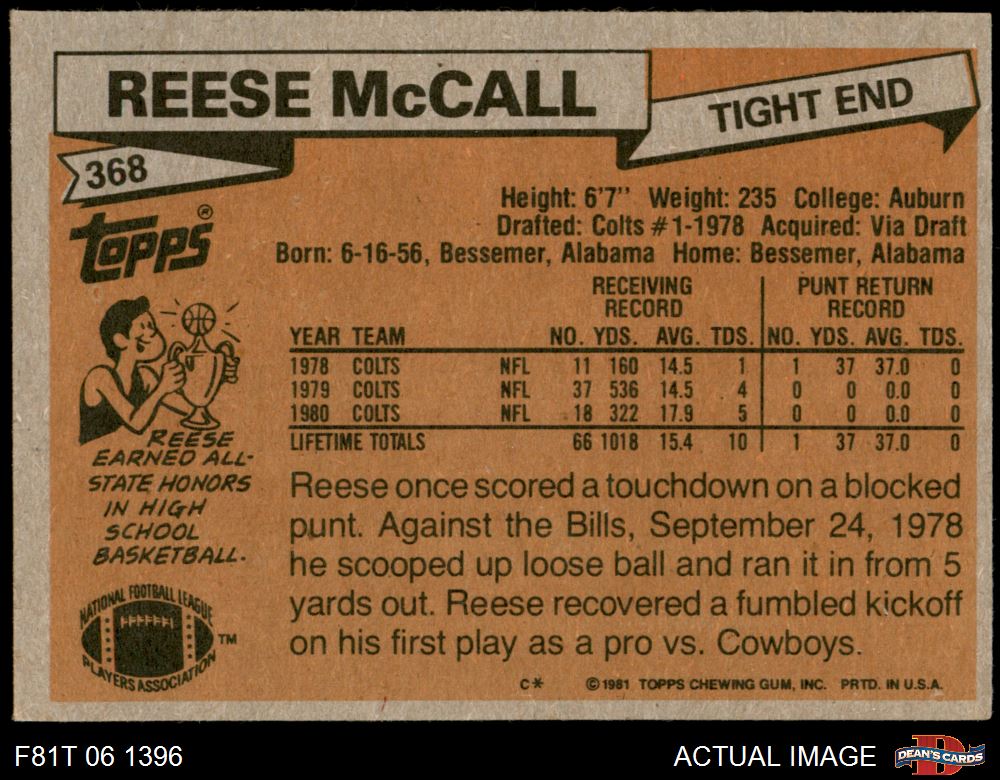 REESE McCALL
TIGHT END
368
TOPPS®
Height: 6'7" Weight: 235 College: Auburn
Drafted: Colts #1-1978 Acquired: Via Draft
Born: 6-16-56, Bessemer, Alabama Home: Bessemer, Alabama
RECEIVING RECORD PUNT RETURN RECORD
YEAR TEAM NO. YDS. AVG. TDS. NO. YDS. AVG. TDS.
1978 COLTS NFL 11 160 14.5 1 1 37 37.0 0
1979 COLTS NFL 37 536 14.5 4 0 0 0.0 0
1980 COLTS NFL 18 322 17.9 5 0 0 0.0 0
LIFETIME TOTALS 66 1018 15.4 10 1 37 37.0 0
REESE
EARNED ALL-
STATE HONORS
IN HIGH
SCHOOL
BASKETBALL.
Reese once scored a touchdown on a blocked
punt. Against the Bills, September 24, 1978
he scooped up loose ball and ran it in from 5
yards out. Reese recovered a fumbled kickoff
on his first play as a pro vs. Cowboys.
NATIONAL FOOTBALL LEAGUE
PLAYERS ASSOCIATION
TM
C* ©1981 TOPPS CHEWING GUM, INC. PRTD. IN U.S.A.
F81T 06 1396
ACTUAL IMAGE
D
DEAN'S CARDS